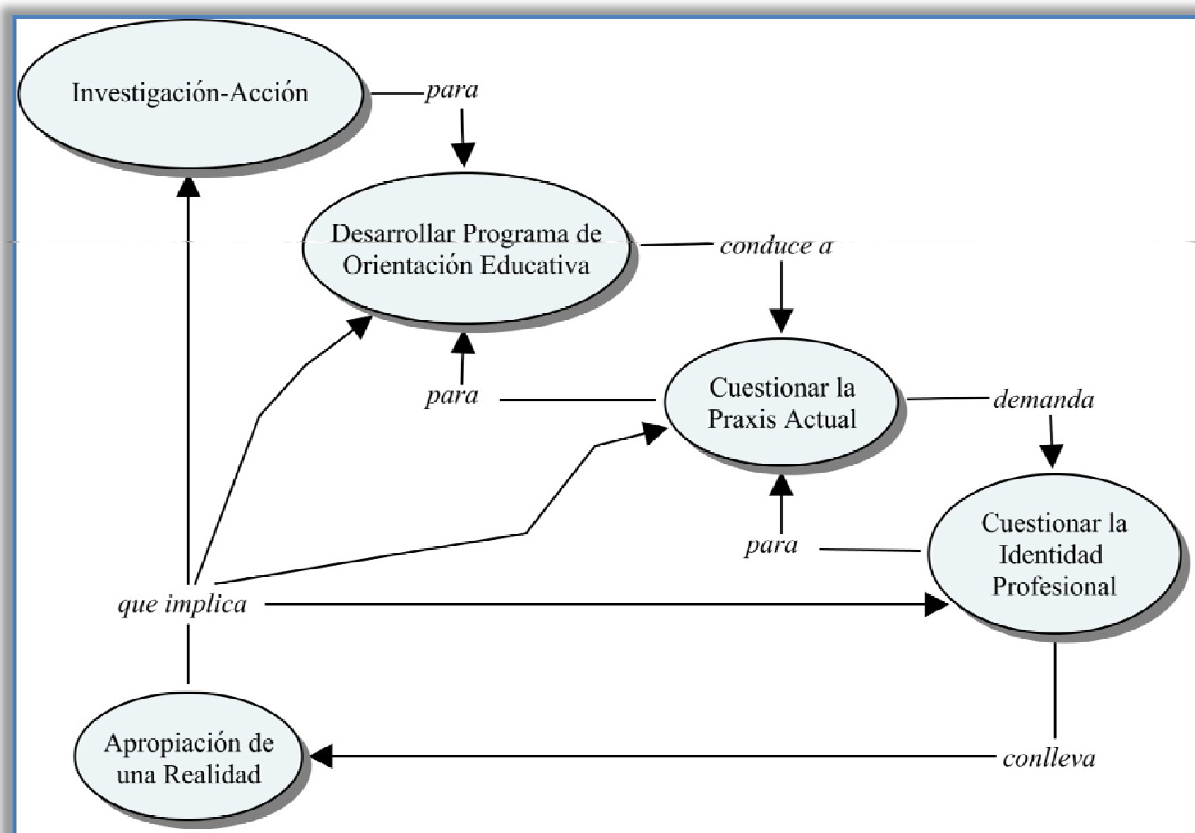 Investigación-Acción
para
Desarrollar Programa de
Orientación Educativa
conduce a
para
Cuestionar la
Praxis Actual
demanda
para
Cuestionar la
Identidad
Profesional
que implica
Apropiación de
una Realidad
conlleva